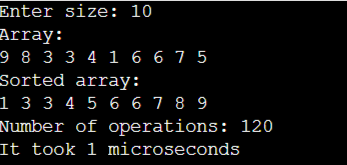 Enter size: 10
Array:
9 8 3 3 4 1 6 6 7 5
Sorted array:
1 3 3 4 5 6 6 7 8 9
Number of operations: 120
It took 1 microseconds